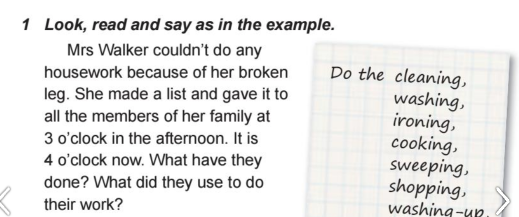 1 Look, read and say as in the example.
Mrs Walker couldn't do any
housework because of her broken
leg. She made a list and gave it to
all the members of her family at
3 o'clock in the afternoon. It is
4 o'clock now. What have they
done? What did they use to do
their work?
Do the cleaning,
washing,
ironing,
cooking,
sweeping,
shopping,
washing-up.